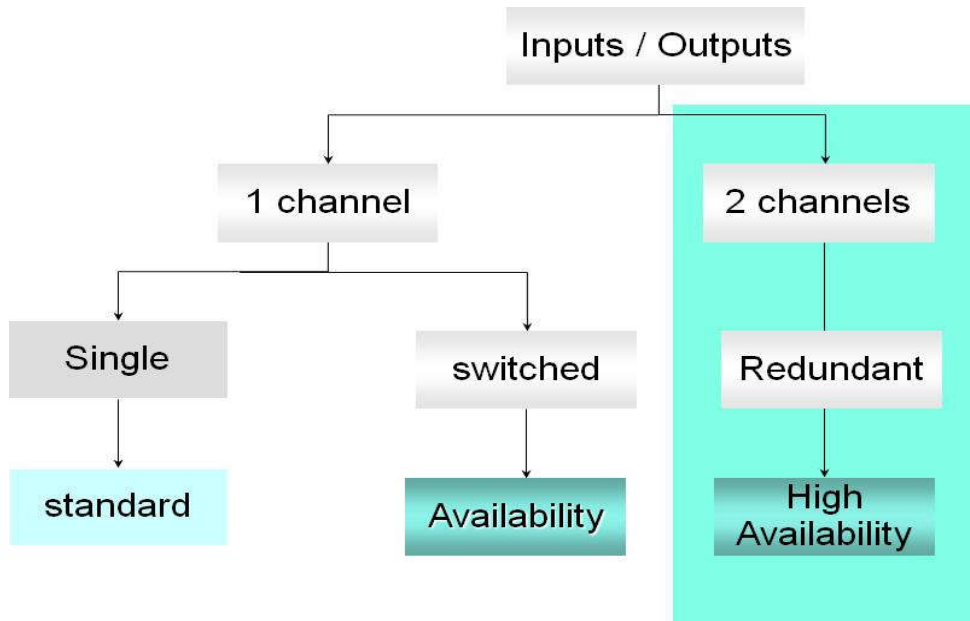 Inputs / Outputs
1 channel
2 channels
Single
switched
Redundant
standard
Availability
High
Availability